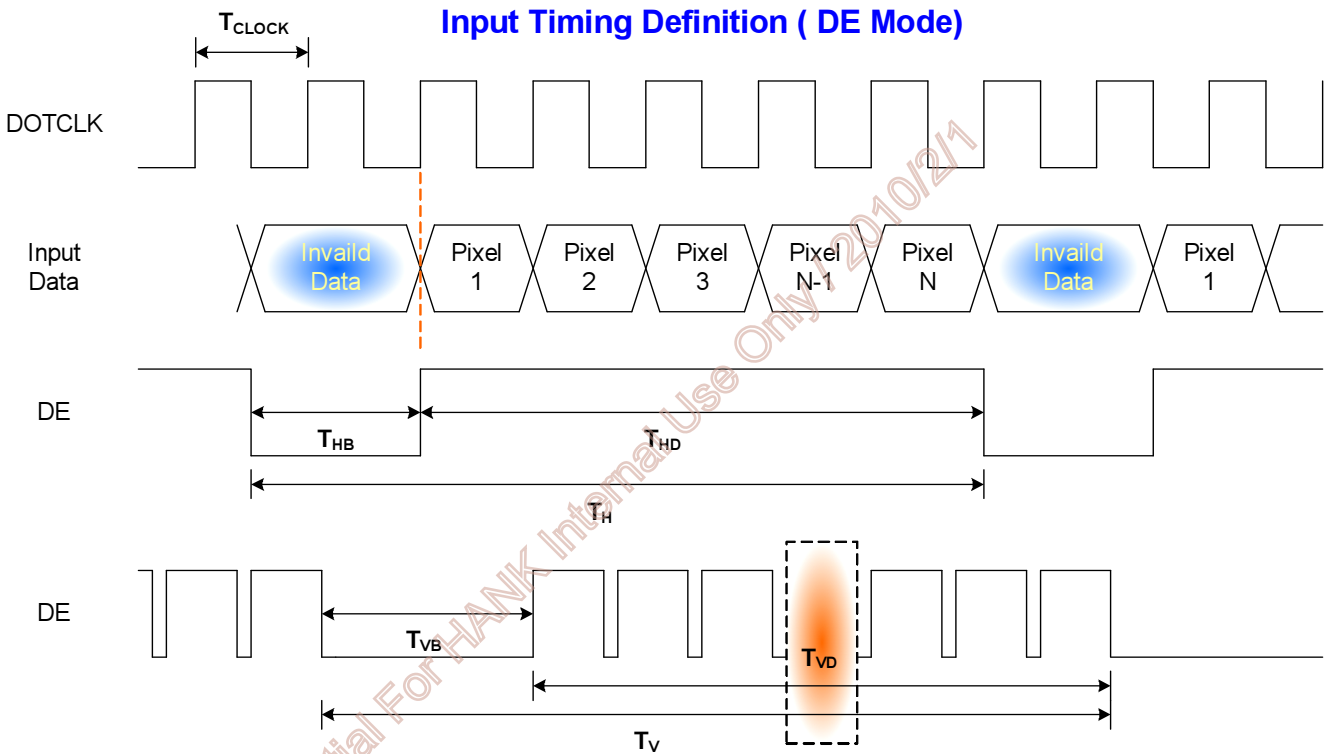 Input Timing Definition ( DE Mode)
TCLOCK
DOTCLK
Input
Data
Invaild
Data
Pixel
1
Pixel
2
Pixel
3
Pixel
N-1
Pixel
N
Invaild
Data
Pixel
1
DE
THB
THD
TH
DE
TVB
TVD
TV
tial For HANK Internal Use Only / 2010/2/1